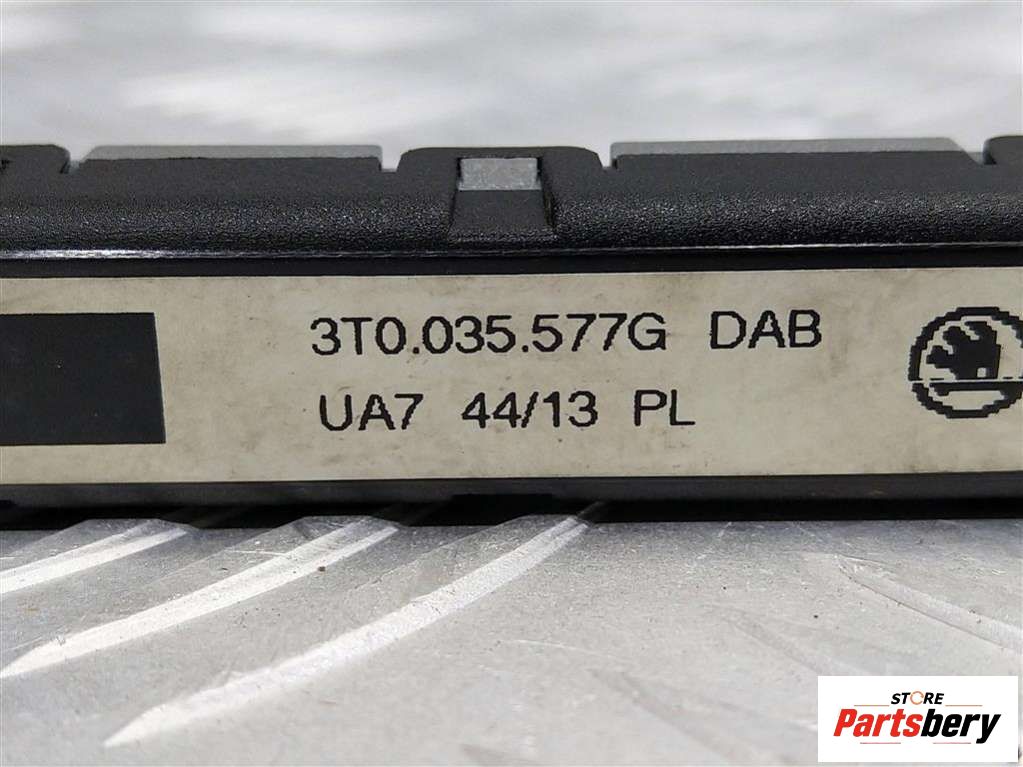 3T0.035.577G DAB
UA7 44/13 PL
STORE
Partsbery